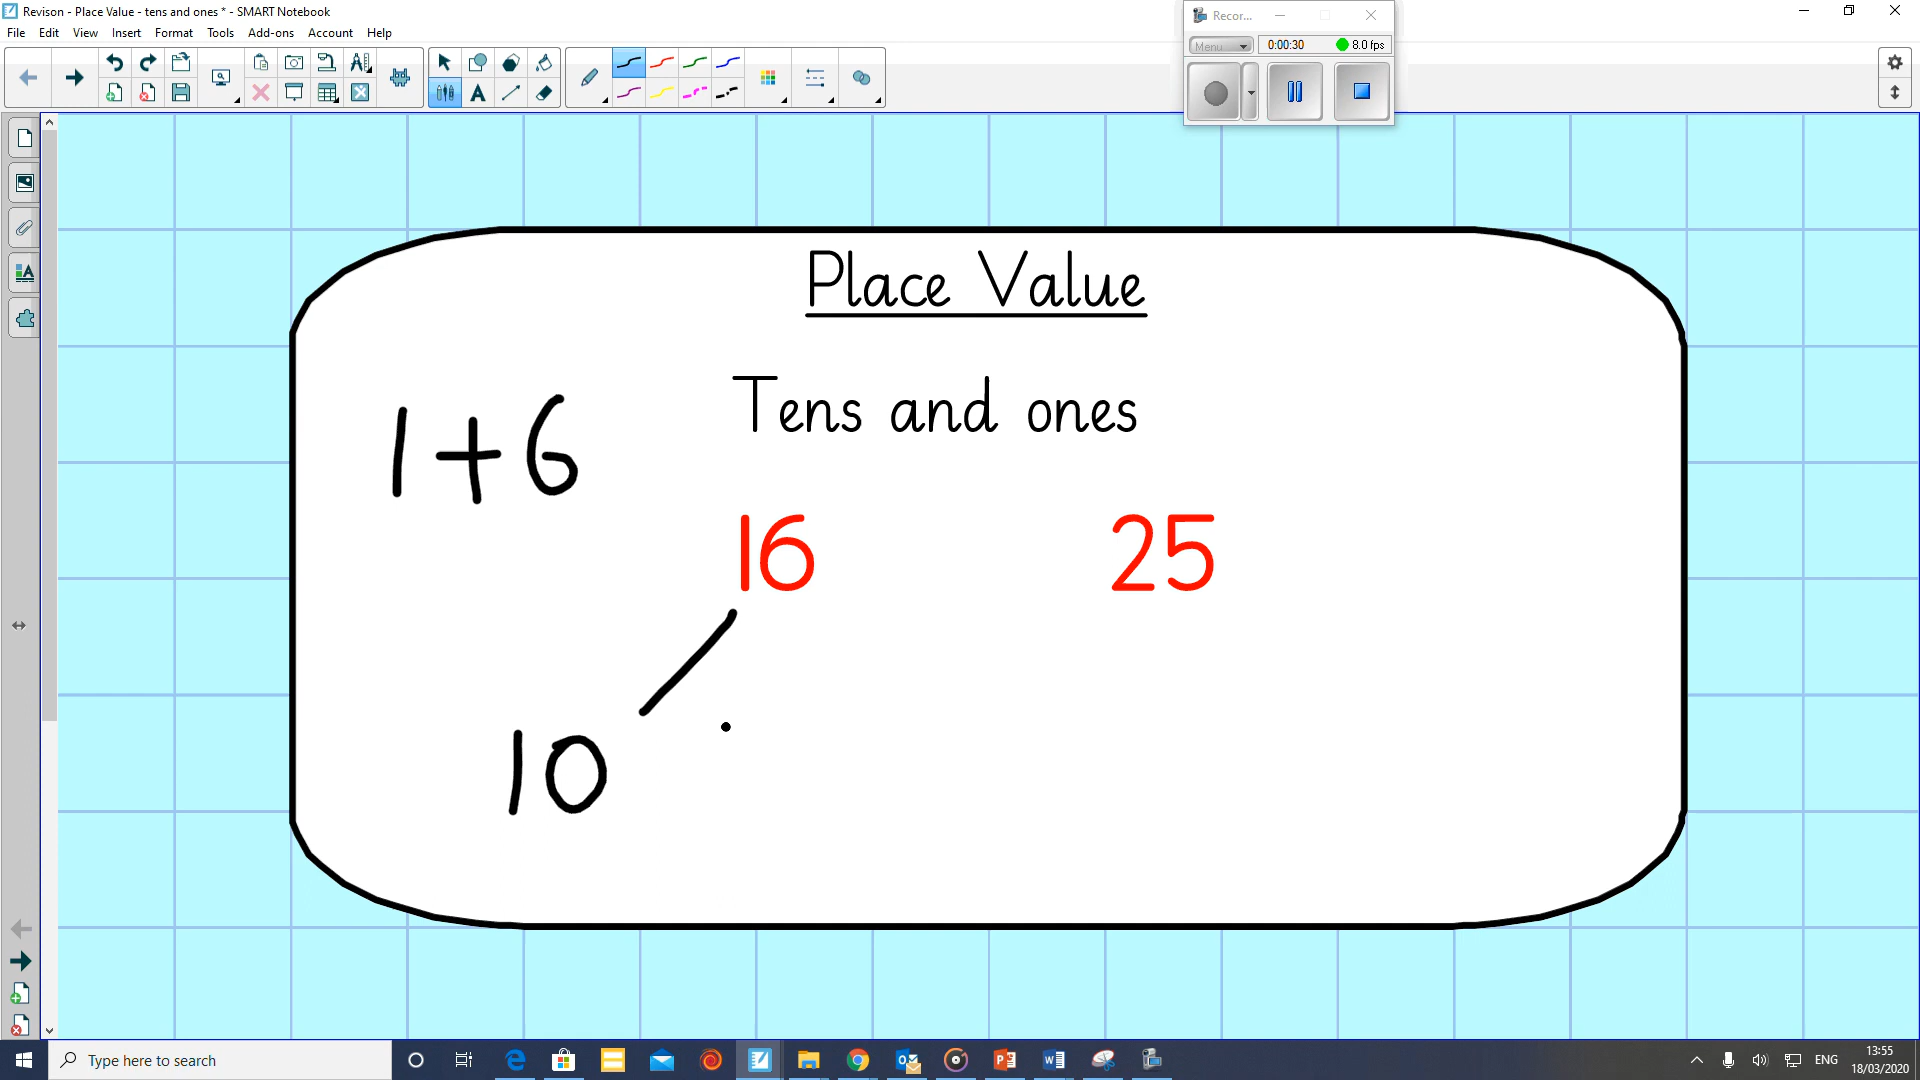 Revison - Place Value - tens and ones * - SMART Notebook
File Edit View Insert Format Tools Add-ons Account Help
Recor...
Menu 0:00:30 8.0 fps
Place Value
Tens and ones
1+6
16 25
10
Type here to search
ENG
13:55
18/03/2020